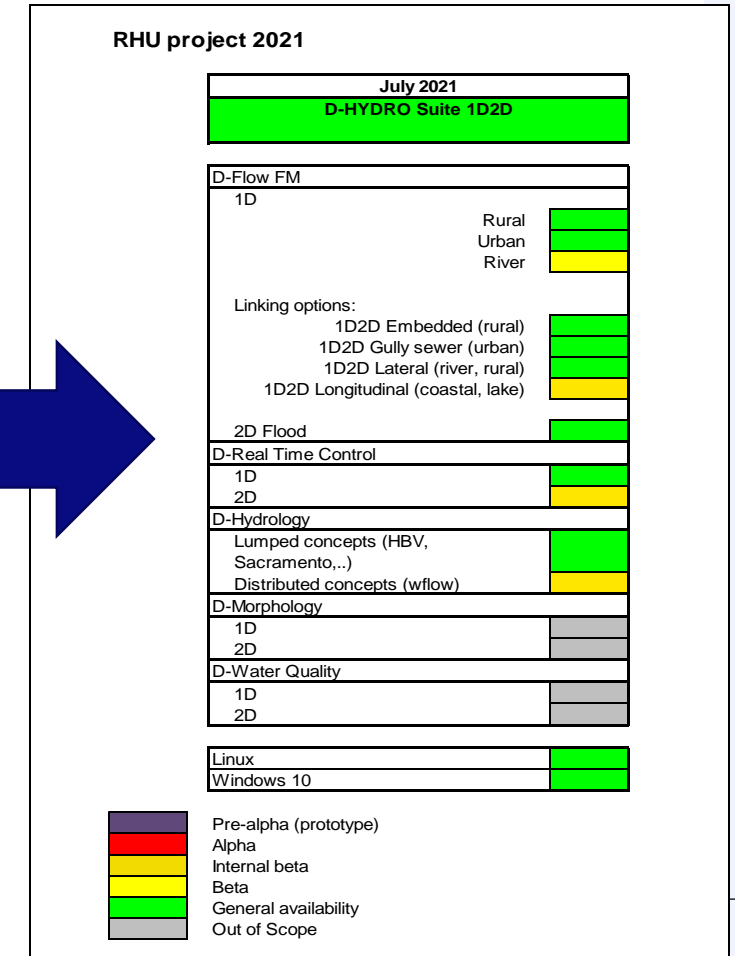 RHU project 2021
July 2021
D-HYDRO Suite 1D2D
D-Flow FM
1D
Rural
Urban
River
Linking options:
1D2D Embedded (rural)
1D2D Gully sewer (urban)
1D2D Lateral (river, rural)
1D2D Longitudinal (coastal, lake)
2D Flood
D-Real Time Control
1D
2D
D-Hydrology
Lumped concepts (HBV,
Sacramento,..)
Distributed concepts (wflow)
D-Morphology
1D
2D
D-Water Quality
1D
2D
Linux
Windows 10
Pre-alpha (prototype)
Alpha
Internal beta
Beta
General availability
Out of Scope